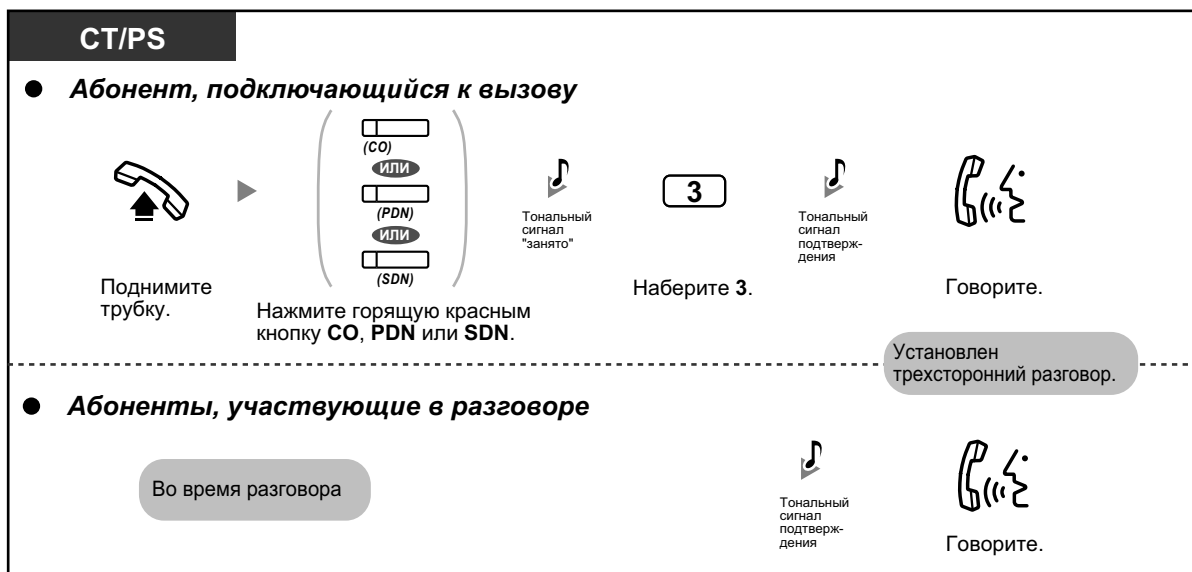 CT/PS
Абонент, подключающийся к вызову
(CO)
ИЛИ
(PDN)
ИЛИ
(SDN)
Поднимите
трубку.
Нажмите горящую красным
кнопку CO, PDN или SDN.
Тональный
сигнал
"занято"
3
Наберите 3.
Тональный
сигнал
подтверж-
дения
Говорите.
Установлен
трехсторонний разговор.
Абоненты, участвующие в разговоре
Во время разговора
Тональный
сигнал
подтверж-
дения
Говорите.